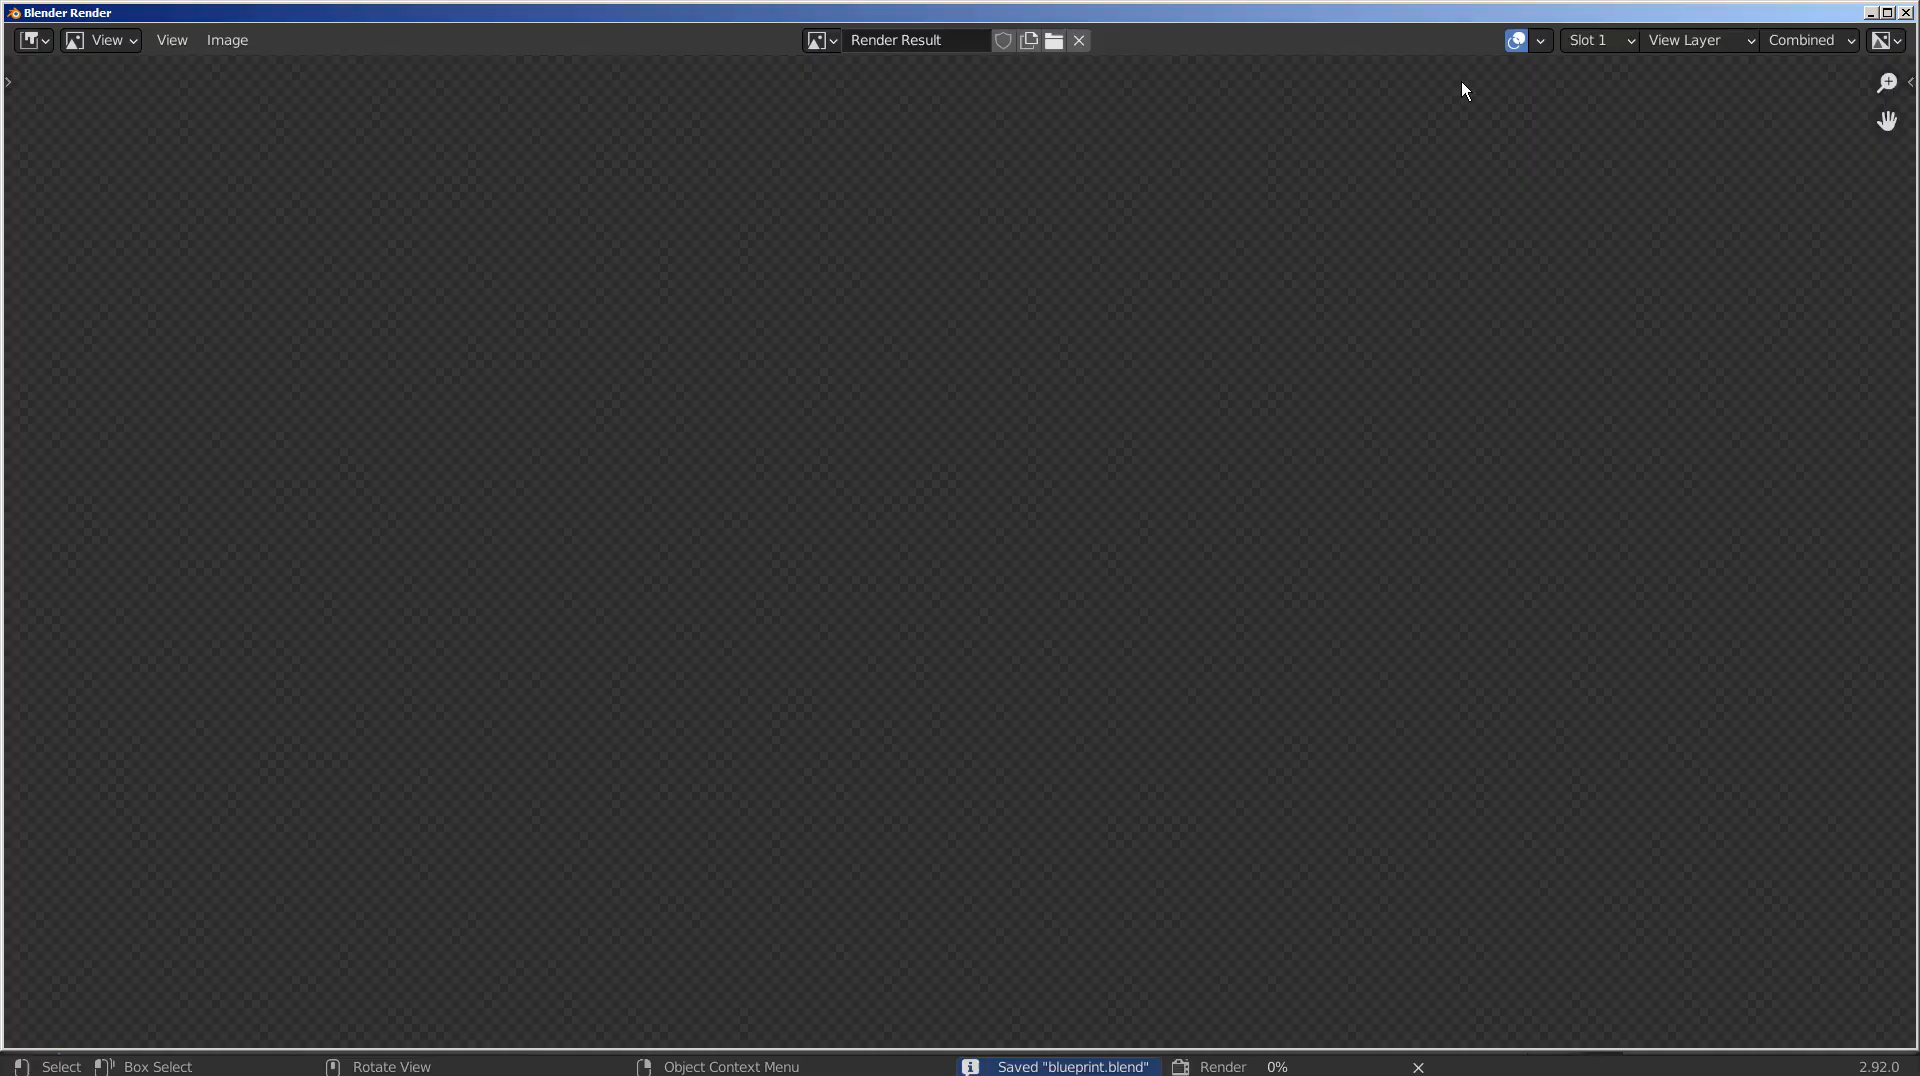 Blender Render
View View Image Render Result Slot 1 View Layer Combined
Select Box Select Rotate View Object Context Menu Saved "blueprint.blend" Render 0% 2.92.0